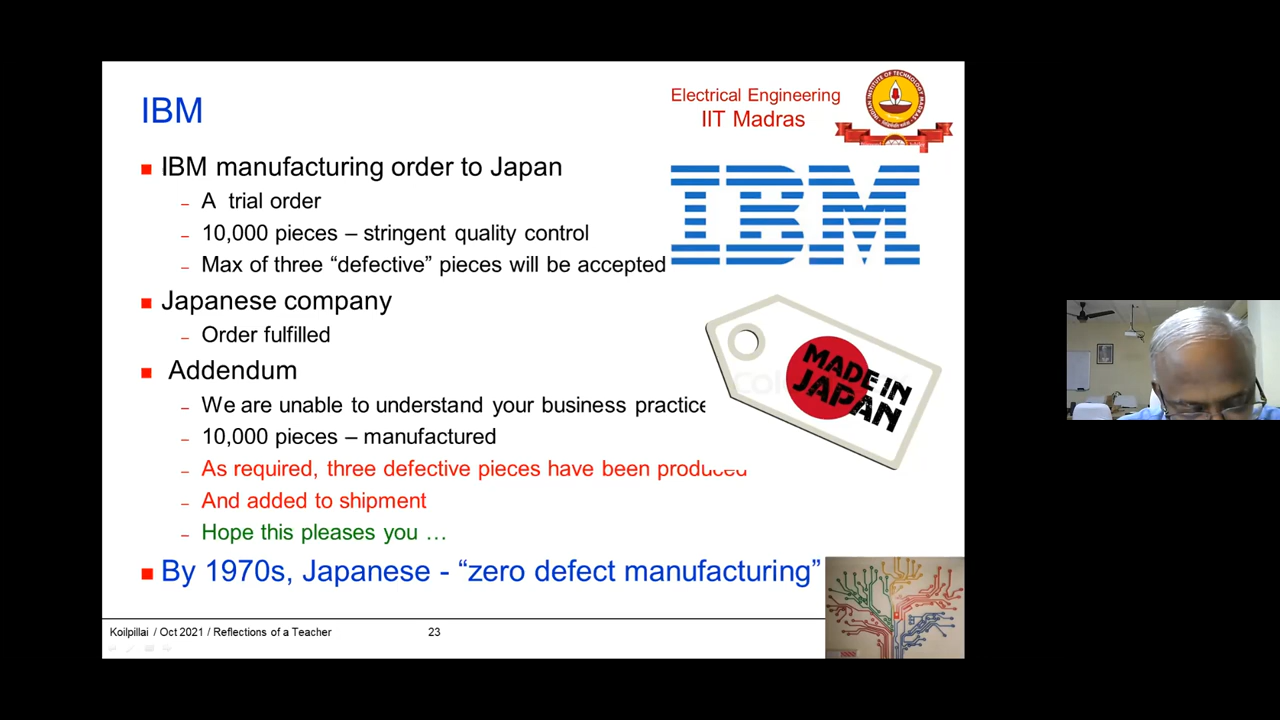 IBM
Electrical Engineering
IIT Madras
IBM manufacturing order to Japan
– A trial order
– 10,000 pieces – stringent quality control
– Max of three “defective” pieces will be accepted
IBM
Japanese company
– Order fulfilled
MADE IN
JAPAN
Addendum
– We are unable to understand your business practice
– 10,000 pieces – manufactured
– As required, three defective pieces have been produced
– And added to shipment
– Hope this pleases you …
By 1970s, Japanese - “zero defect manufacturing”
Koilpillai / Oct 2021 / Reflections of a Teacher
23